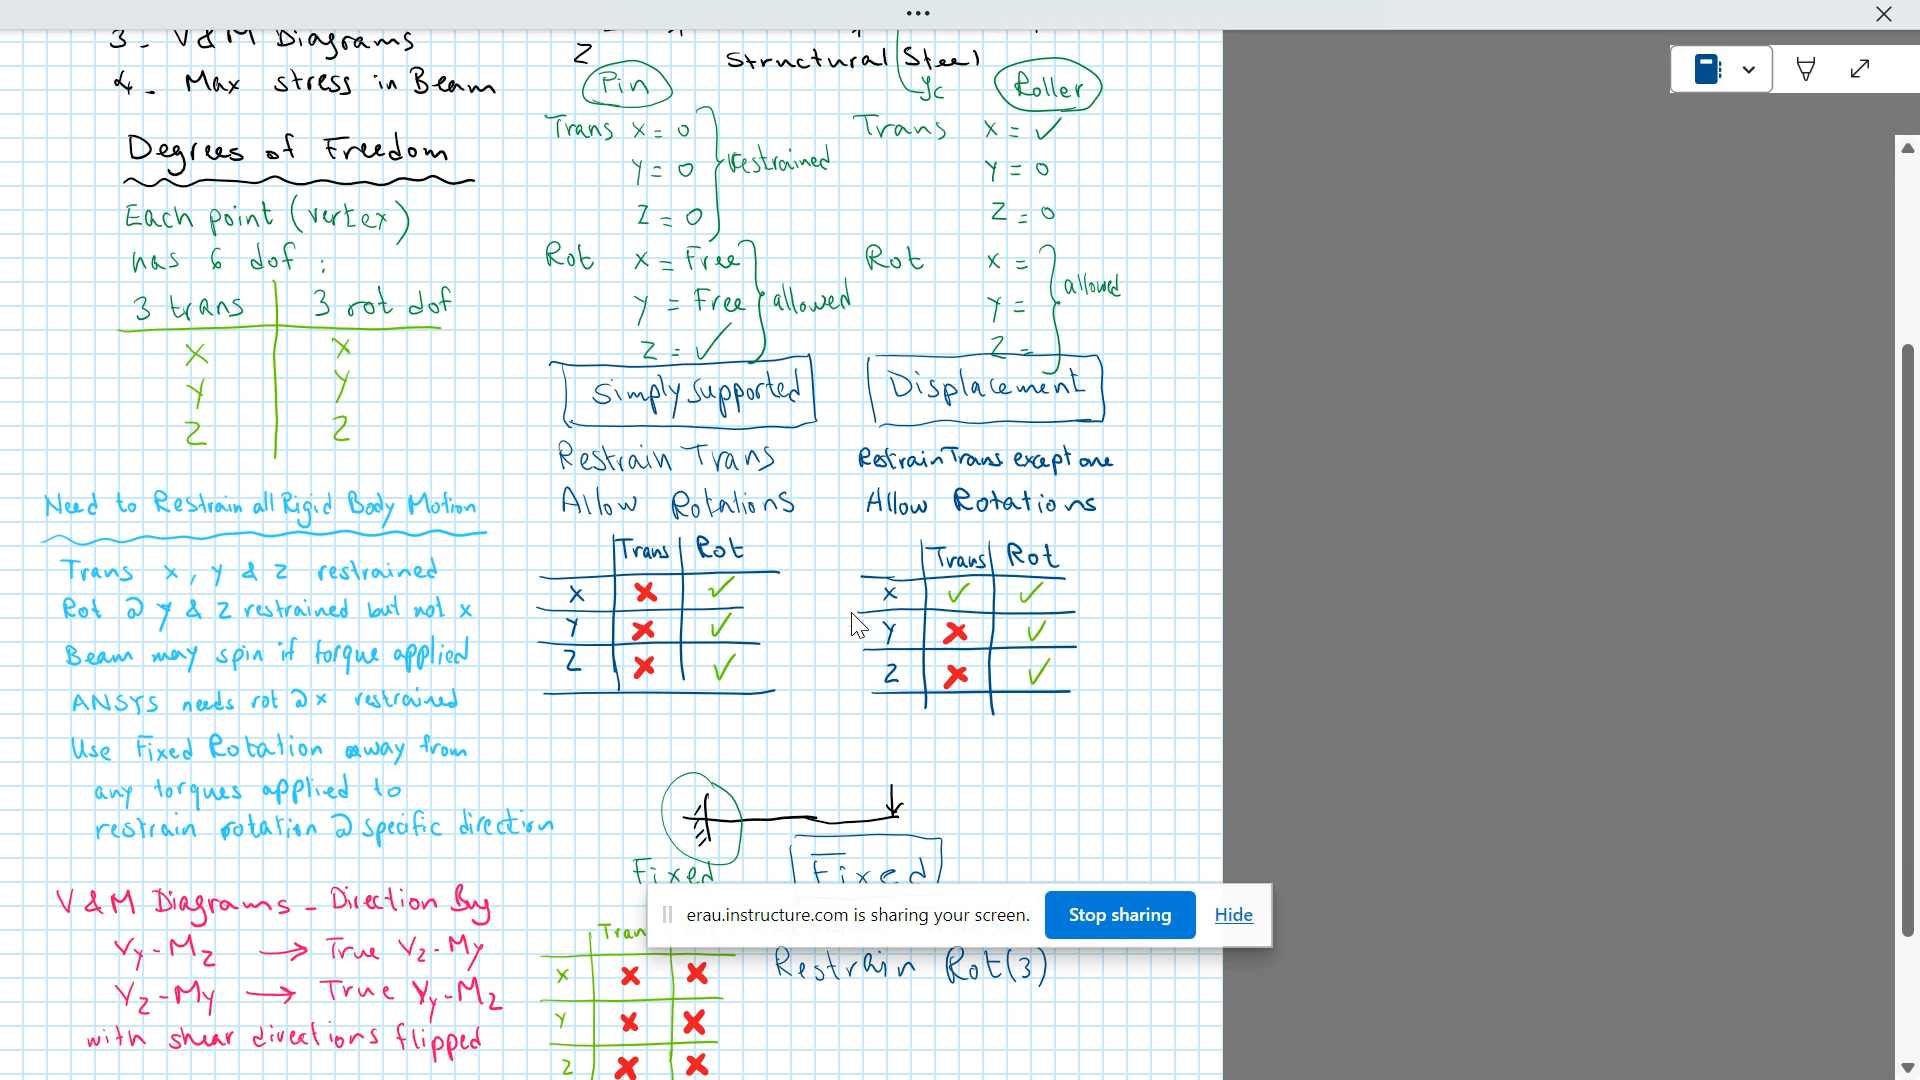 3 - V & M Diagrams
4 - Max stress in Beam
Degrees of Freedom
Each point (vertex)
has 6 dof :
3 trans 3 rot dof
X X
Y Y
Z Z
Need to Restrain all Rigid Body Motion
Trans x, y & z restrained
Rot @ y & z restrained but not x
Beam may spin if torque applied
ANSYS needs rot @ x restrained
Use Fixed Rotation away from
any torques applied to
restrain rotation @ specific direction
V & M Diagrams - Direction Bug
Vy-Mz → True Vz-My
Vz-My → True Vy-Mz
with shear directions flipped
Z
Structural Steel
Pin
yc
Roller
Trans X = 0
Y = 0
Z = 0
restrained
Rot X = Free
Y = Free
Z = ✓
allowed
Trans X = ✓
Y = 0
Z = 0
Rot X =
Y =
Z =
allowed
Simply Supported
Restrain Trans
Allow Rotations
Trans Rot
X ✗ ✓
Y ✗ ✓
Z ✗ ✓
Displacement
Restrain Trans except one
Allow Rotations
Trans Rot
X ✓ ✓
Y ✗ ✓
Z ✗ ✓
Fixed
Fixed
erau.instructure.com is sharing your screen.
Stop sharing
Hide
Tran
X ✗ ✗
Y ✗ ✗
Z ✗ ✗
Restrain Rot(3)